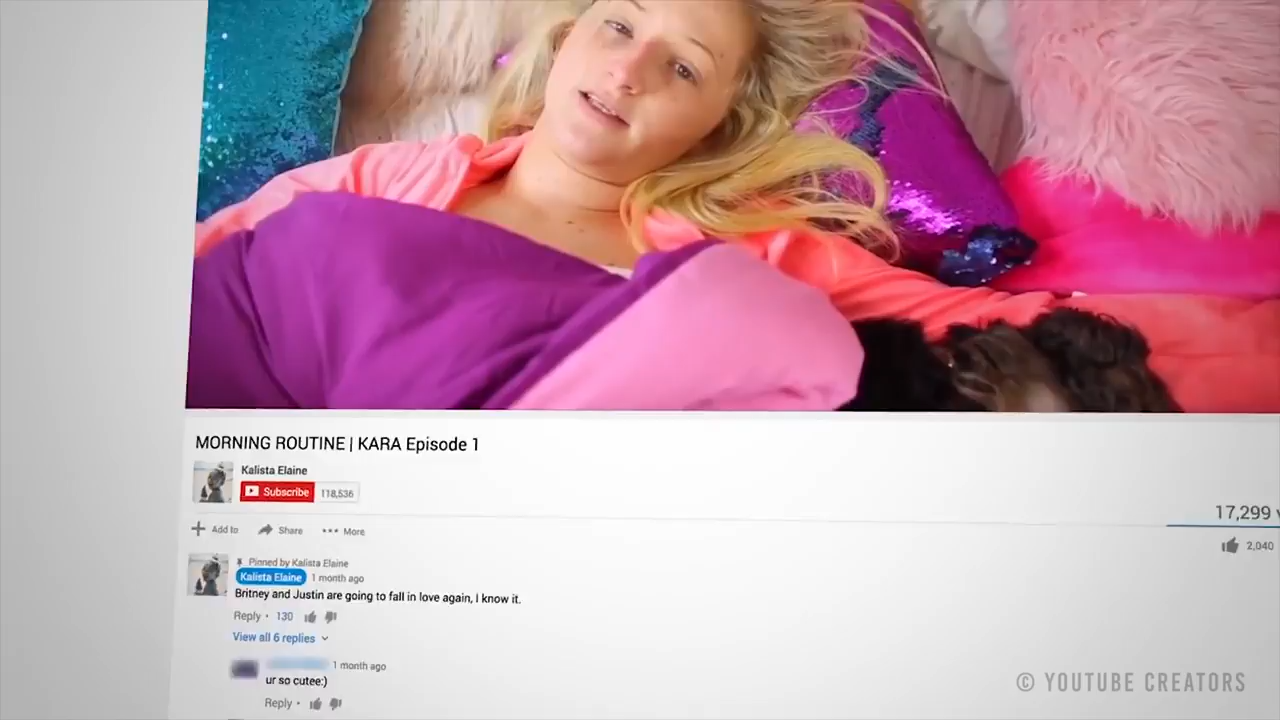 MORNING ROUTINE | KARA Episode 1
Kalista Elaine
Subscribe 118,536
17,299
Add to Share More
2,040
Pinned by Kalista Elaine
Kalista Elaine 1 month ago
Britney and Justin are going to fall in love again, I know it.
Reply • 130
View all 6 replies
1 month ago
ur so cutee:)
Reply •
© YOUTUBE CREATORS